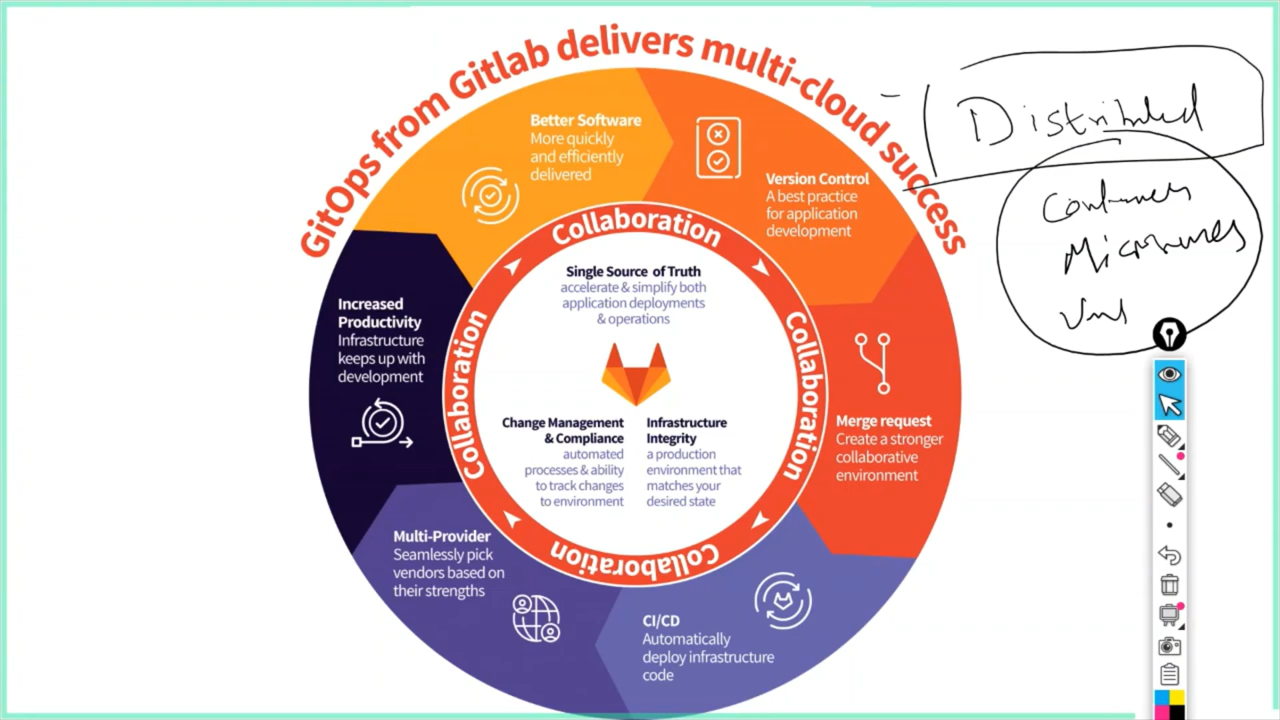 GitOps from Gitlab delivers multi-cloud success
Better Software
More quickly
and efficiently
delivered
Version Control
A best practice
for application
development
Merge request
Create a stronger
collaborative
environment
CI/CD
Automatically
deploy infrastructure
code
Multi-Provider
Seamlessly pick
vendors based on
their strengths
Increased
Productivity
Infrastructure
keeps up with
development
Collaboration
Collaboration
Collaboration
Collaboration
Single Source of Truth
accelerate & simplify both
application deployments
& operations
Change Management
& Compliance
automated
processes & ability
to track changes
to environment
Infrastructure
Integrity
a production
environment that
matches your
desired state
Distributed